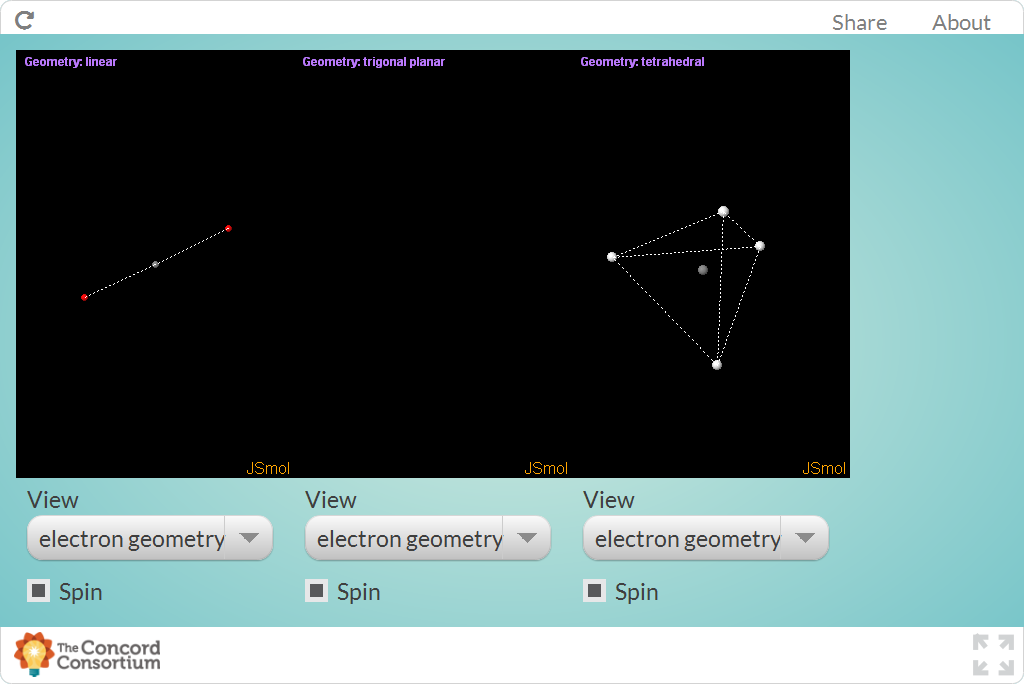 Share About
Geometry: linear Geometry: trigonal planar Geometry: tetrahedral
JSmol JSmol JSmol
View View View
electron geometry electron geometry electron geometry
Spin Spin Spin
The Concord
Consortium